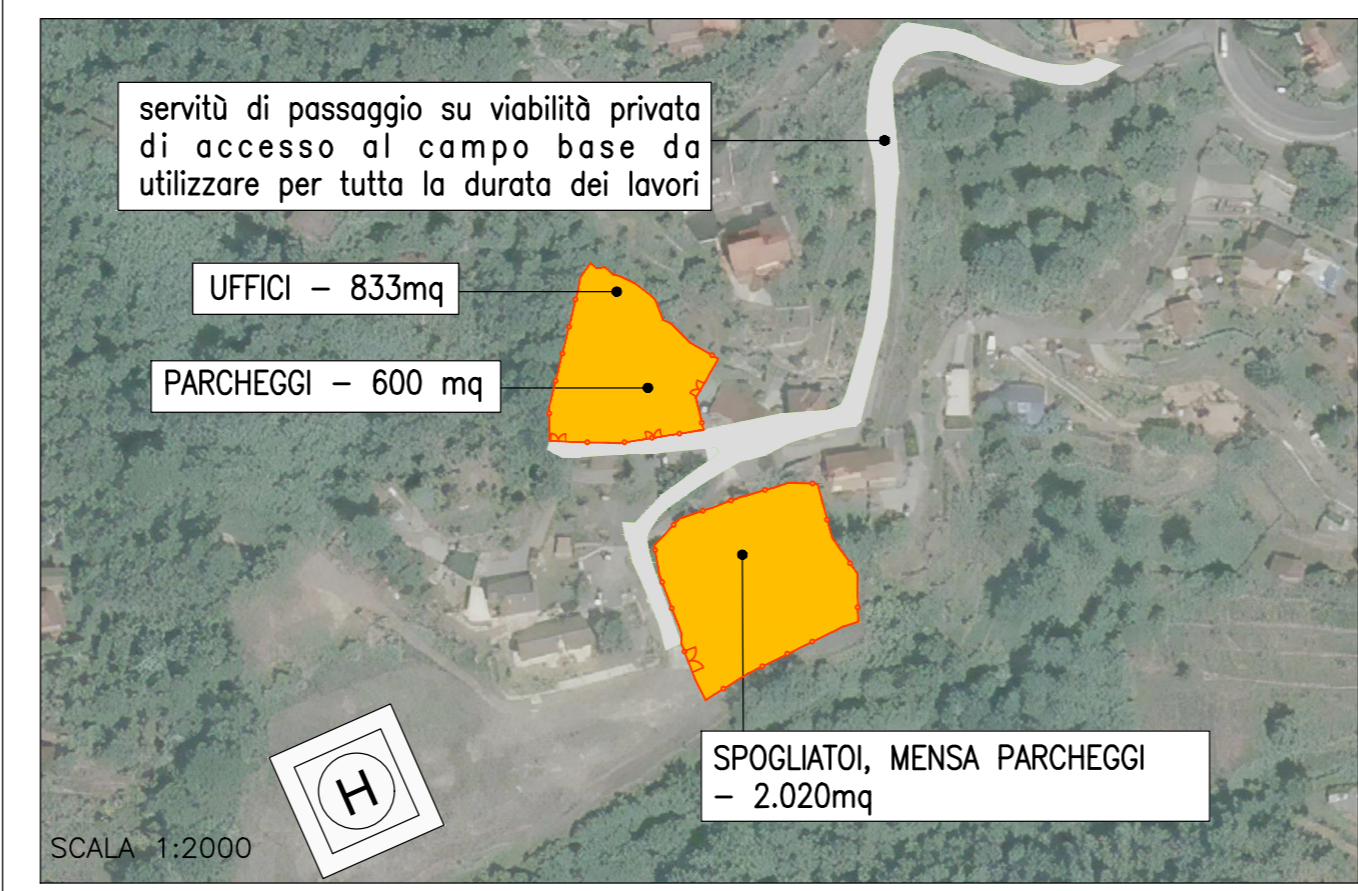 servitù di passaggio su viabilità privata
di accesso al campo base da
utilizzare per tutta la durata dei lavori
UFFICI – 833mq
PARCHEGGI – 600 mq
SPOGLIATOI, MENSA PARCHEGGI
– 2.020mq
H
SCALA 1:2000